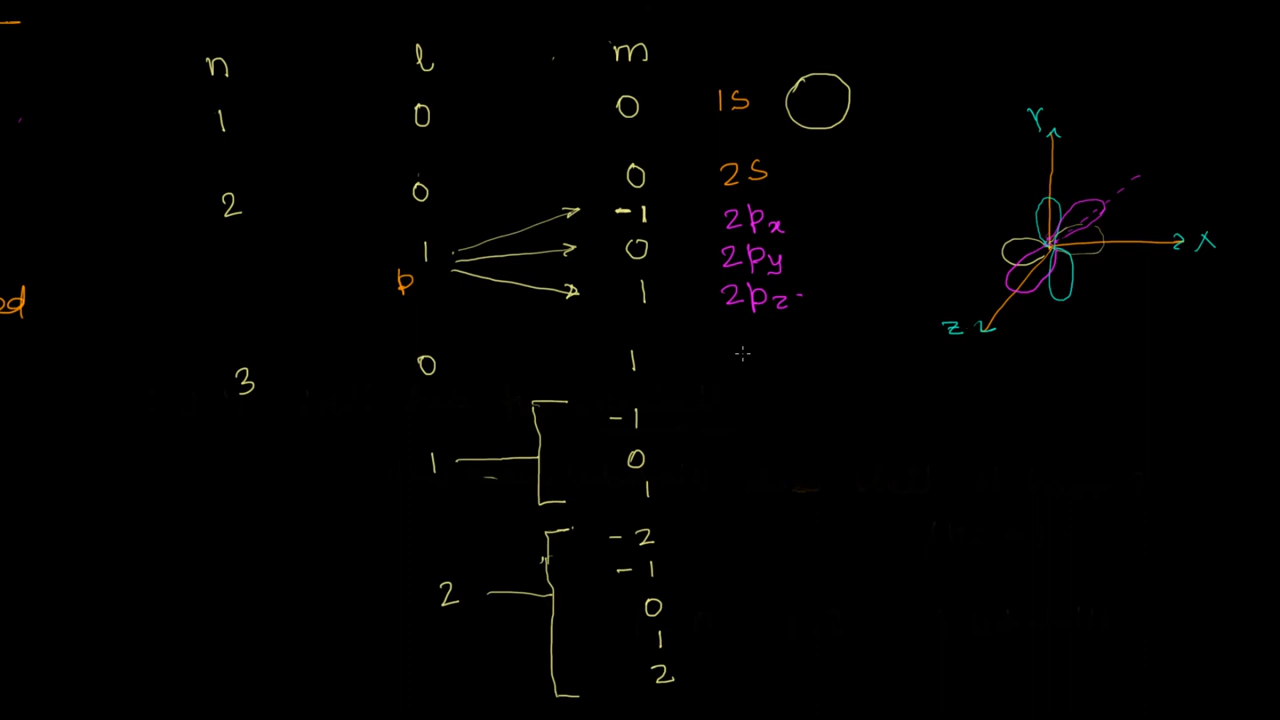 n l m
1 0 0 1s
2 0 0 2s
-1 2px
1 0 2py
p 1 2pz
3 0 1
-1
1 0
1
-2
-1
2 0
1
2
Y
X
Z
od